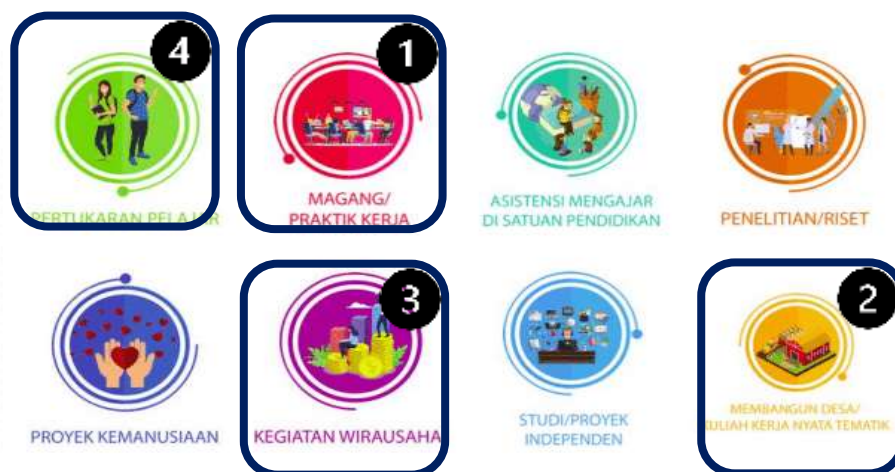 4
1
PERTUKARAN PELAJAR
MAGANG/
PRAKTIK KERJA
ASISTENSI MENGAJAR
DI SATUAN PENDIDIKAN
PENELITIAN/RISET
3
2
PROYEK KEMANUSIAAN
KEGIATAN WIRAUSAHA
STUDI/PROYEK
INDEPENDEN
MEMBANGUN DESA/
KULIAH KERJA NYATA TEMATIK